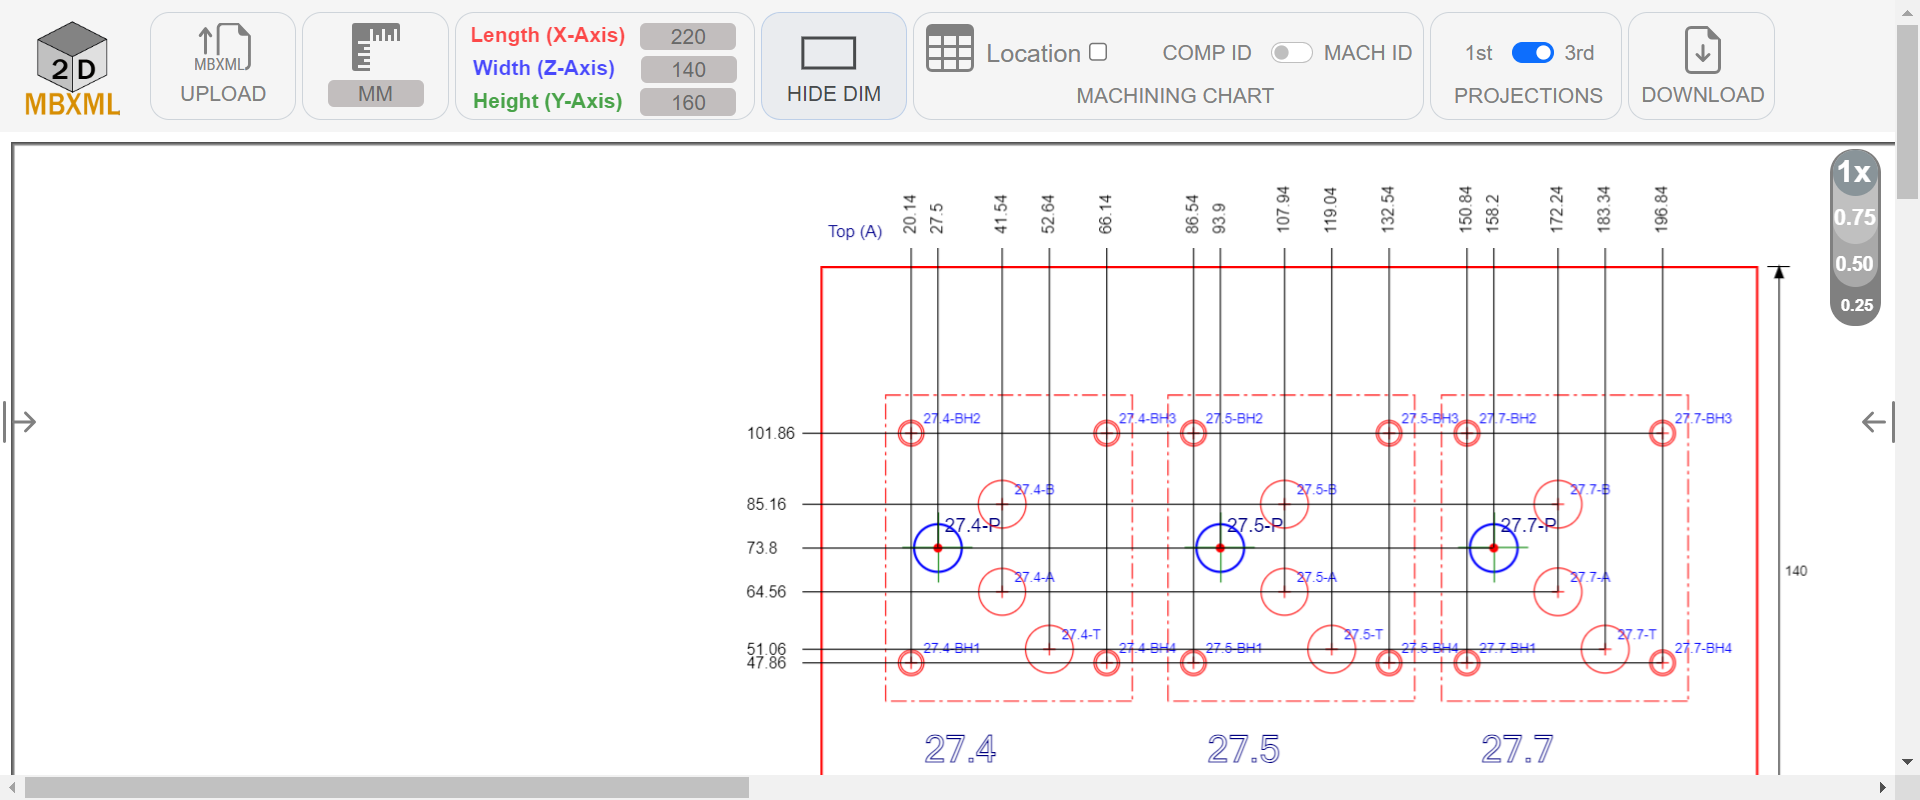 2 D
MBXML
MBXML
UPLOAD
MM
Length (X-Axis) 220
Width (Z-Axis) 140
Height (Y-Axis) 160
HIDE DIM
Location COMP ID MACH ID
MACHINING CHART
1st 3rd
PROJECTIONS
DOWNLOAD
1x
0.75
0.50
0.25
Top (A)
20.14 27.5 41.54 52.64 66.14 86.54 93.9 107.94 119.04 132.54 150.84 158.2 172.24 183.34 196.84
27.4-BH2 27.4-BH3 27.5-BH2 27.5-BH3 27.7-BH2 27.7-BH3
101.86
27.4-B 27.5-B 27.7-B
85.16
27.4-P 27.5-P 27.7-P
73.8
140
27.4-A 27.5-A 27.7-A
64.56
27.4-T 27.5-T 27.7-T
51.06
27.4-BH1 27.4-BH4 27.5-BH1 27.5-BH4 27.7-BH1 27.7-BH4
47.86
27.4 27.5 27.7